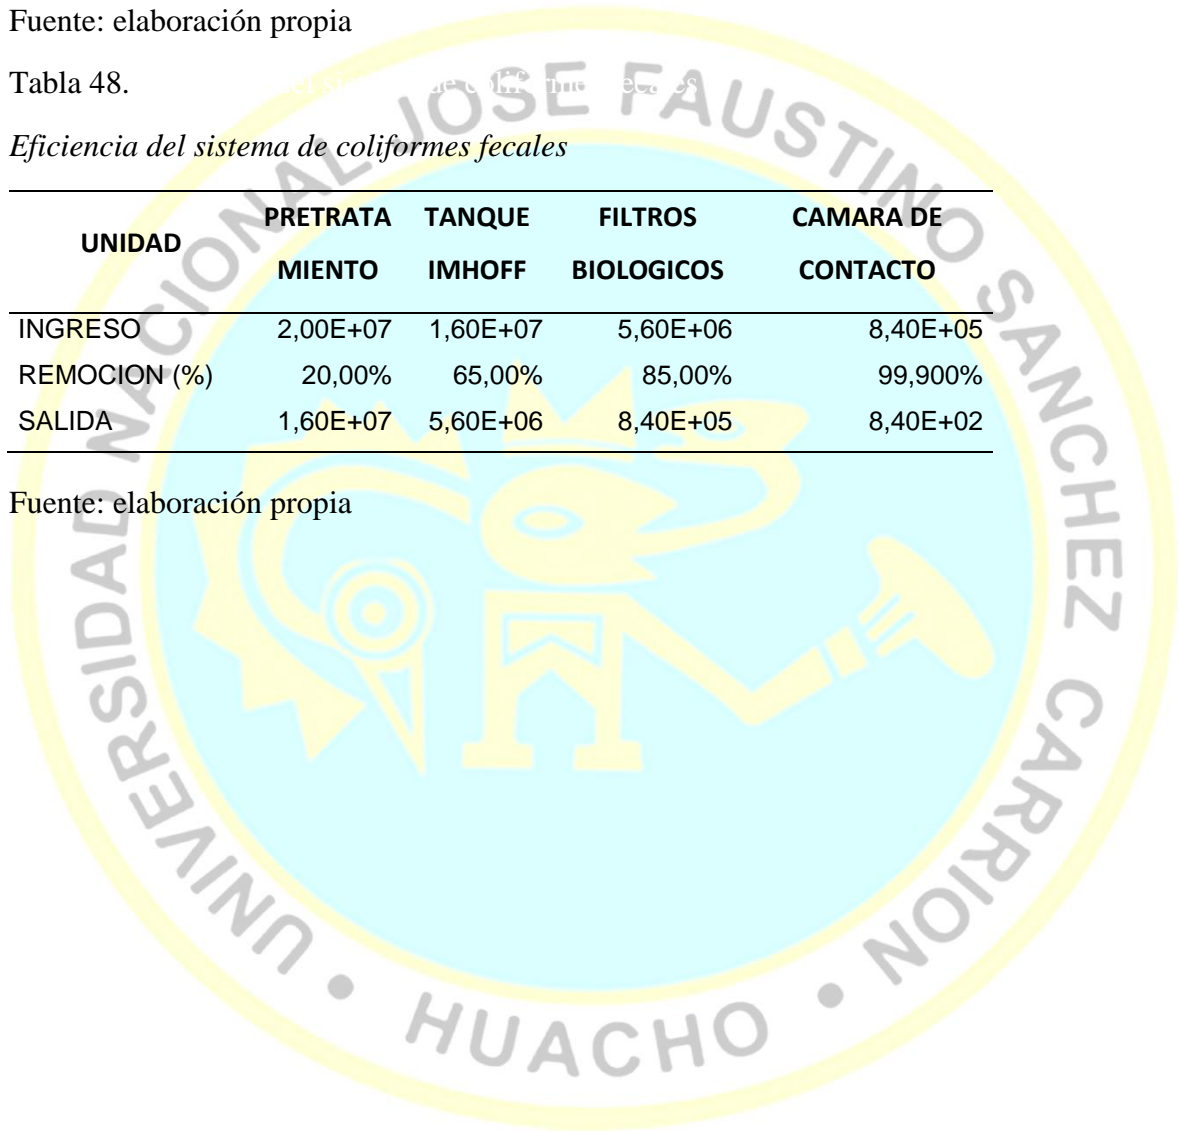 Fuente: elaboración propia
Tabla 48.
Eficiencia del sistema de coliformes fecales
UNIDAD PRETRATA TANQUE FILTROS CAMARA DE
MIENTO IMHOFF BIOLOGICOS CONTACTO
INGRESO 2,00E+07 1,60E+07 5,60E+06 8,40E+05
REMOCION (%) 20,00% 65,00% 85,00% 99,900%
SALIDA 1,60E+07 5,60E+06 8,40E+05 8,40E+02
Fuente: elaboración propia
UNIVERSIDAD NACIONAL JOSE FAUSTINO SANCHEZ CARRION • HUACHO •